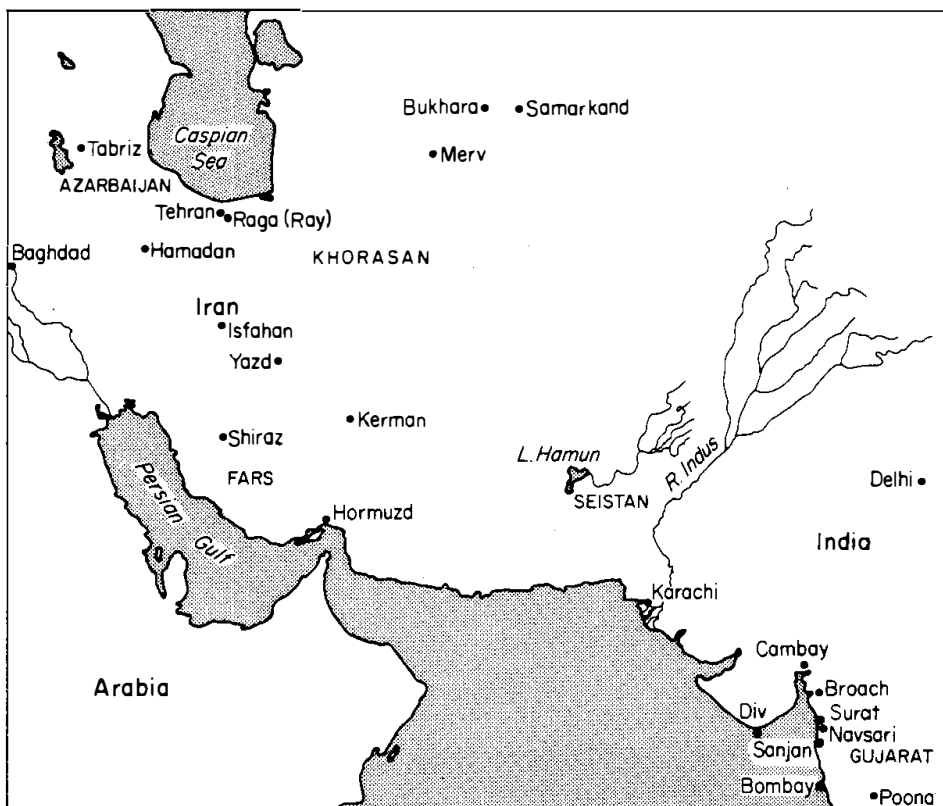 Bukhara
Samarkand
Caspian
Sea
Tabriz
Merv
AZARBAIJAN
Tehran
Raga (Ray)
Baghdad
Hamadan
KHORASAN
Iran
Isfahan
Yazd
Kerman
Shiraz
L. Hamun
R. Indus
FARS
SEISTAN
Delhi
Persian
Gulf
Hormuzd
India
Karachi
Cambay
Arabia
Broach
Div
Surat
Navsari
Sanjan
GUJARAT
Bombay
Poona